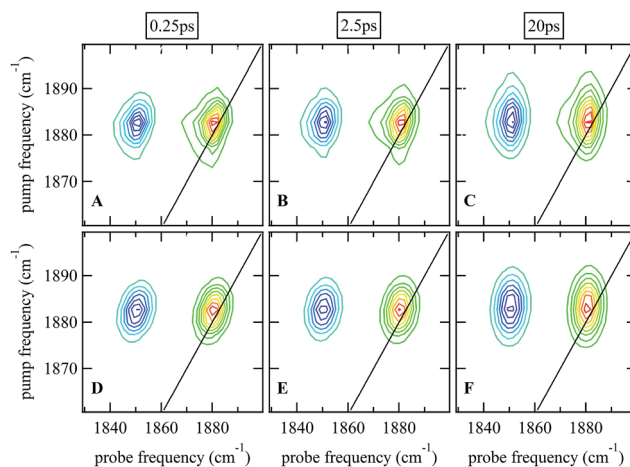 0.25ps 2.5ps 20ps
pump frequency (cm⁻¹)
1890
1880
1870
A B C
pump frequency (cm⁻¹)
1890
1880
1870
D E F
1840 1860 1880 1840 1860 1880 1840 1860 1880
probe frequency (cm⁻¹) probe frequency (cm⁻¹) probe frequency (cm⁻¹)